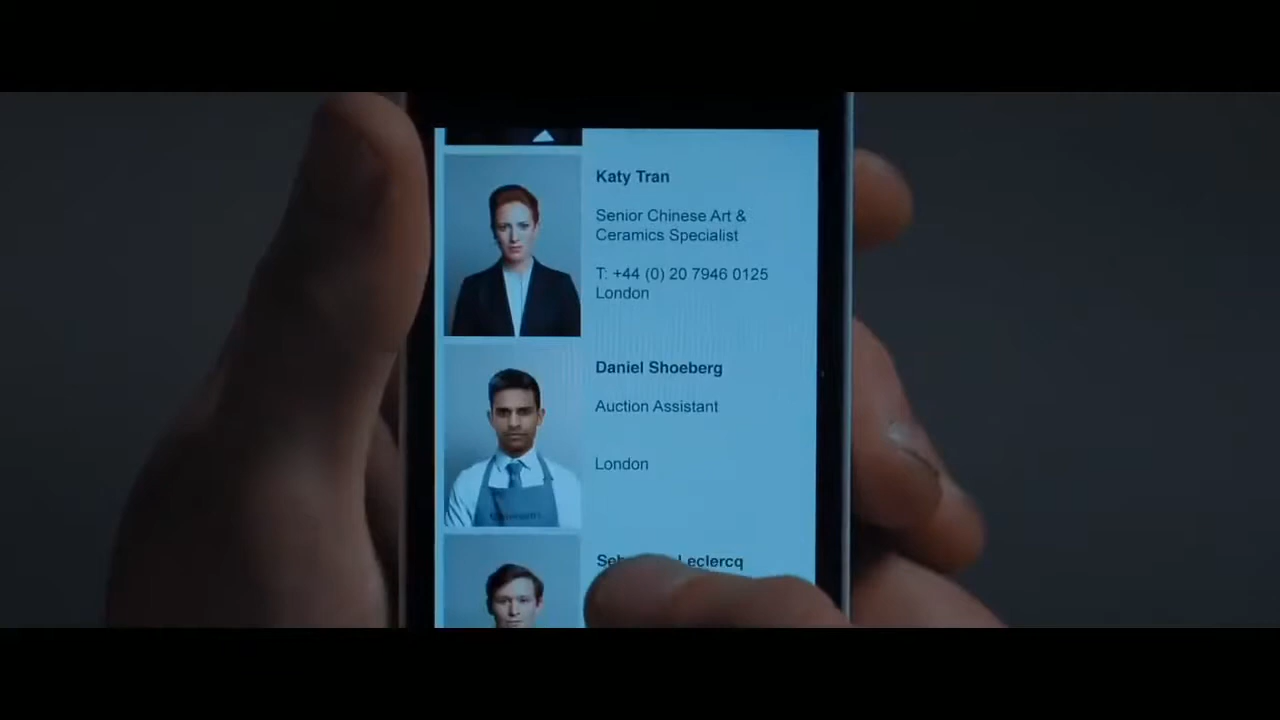 Katy Tran
Senior Chinese Art &
Ceramics Specialist
T: +44 (0) 20 7946 0125
London
Daniel Shoeberg
Auction Assistant
London
Leclercq